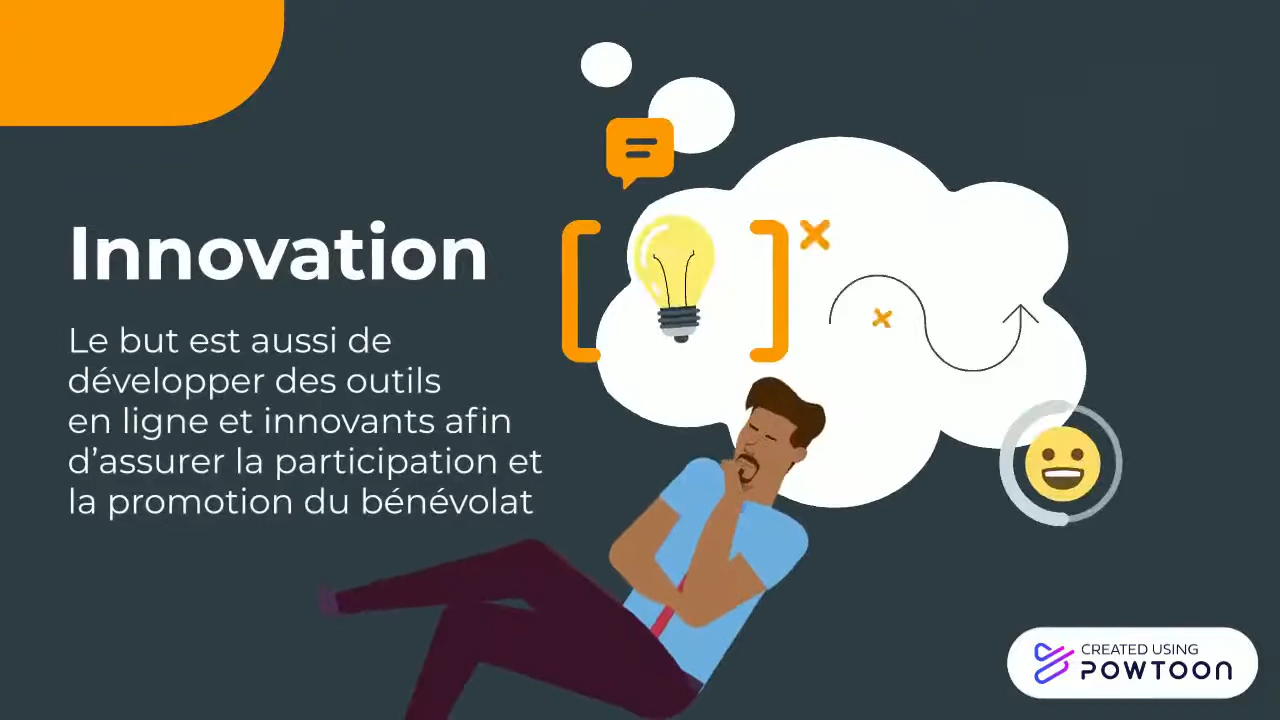 Innovation
Le but est aussi de
développer des outils
en ligne et innovants afin
d’assurer la participation et
la promotion du bénévolat
CREATED USING
POWTOON